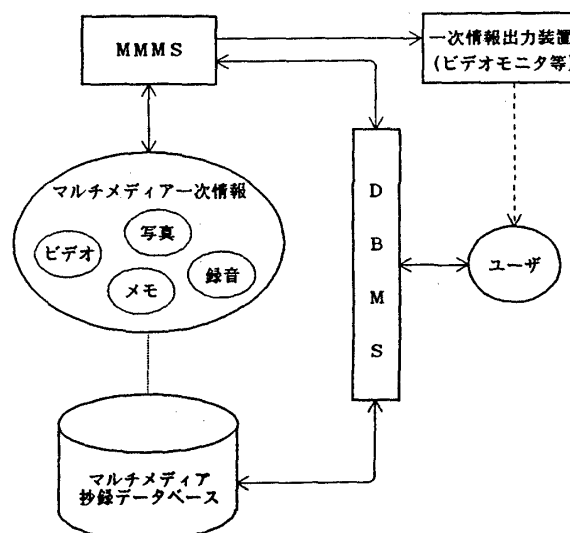 MMMS
一次情報出力装置
(ビデオモニタ等)
マルチメディア一次情報
写真
ビデオ
録音
メモ
D
B
M
S
ユーザ
マルチメディア
抄録データベース